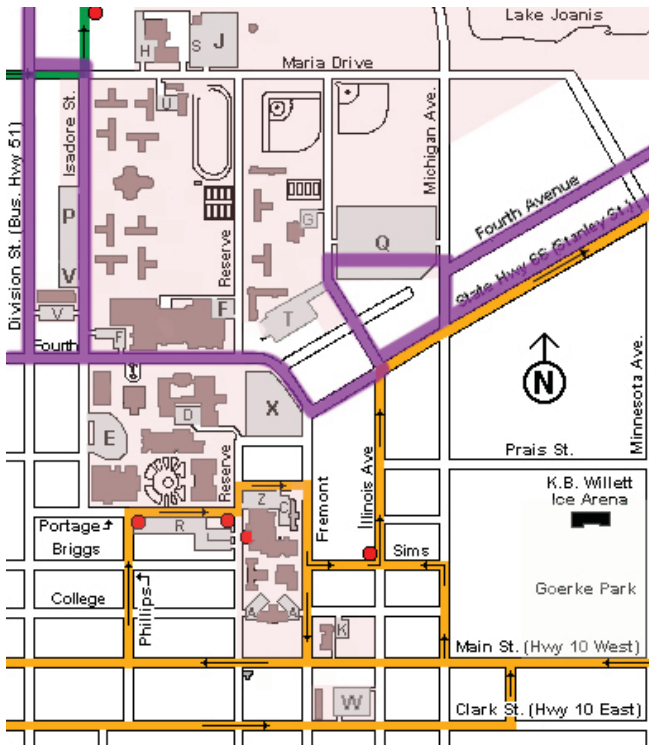 Lake Joanis
H
S
J
Maria Drive
U
Division St. (Bus. Hwy 51)
Isadore St.
Michigan Ave.
P
V
Reserve
G
Q
Fourth Avenue
State Hwy 66 (Stanley St.)
V
F
T
F
Fourth
N
Minnesota Ave.
X
D
E
Prais St.
Reserve
Fremont
Illinois Ave
K.B. Willett
Ice Arena
Z
C
Portage
R
Briggs
Sims
College
Phillips
Goerke Park
A
A
K
Main St. (Hwy 10 West)
W
Clark St. (Hwy 10 East)